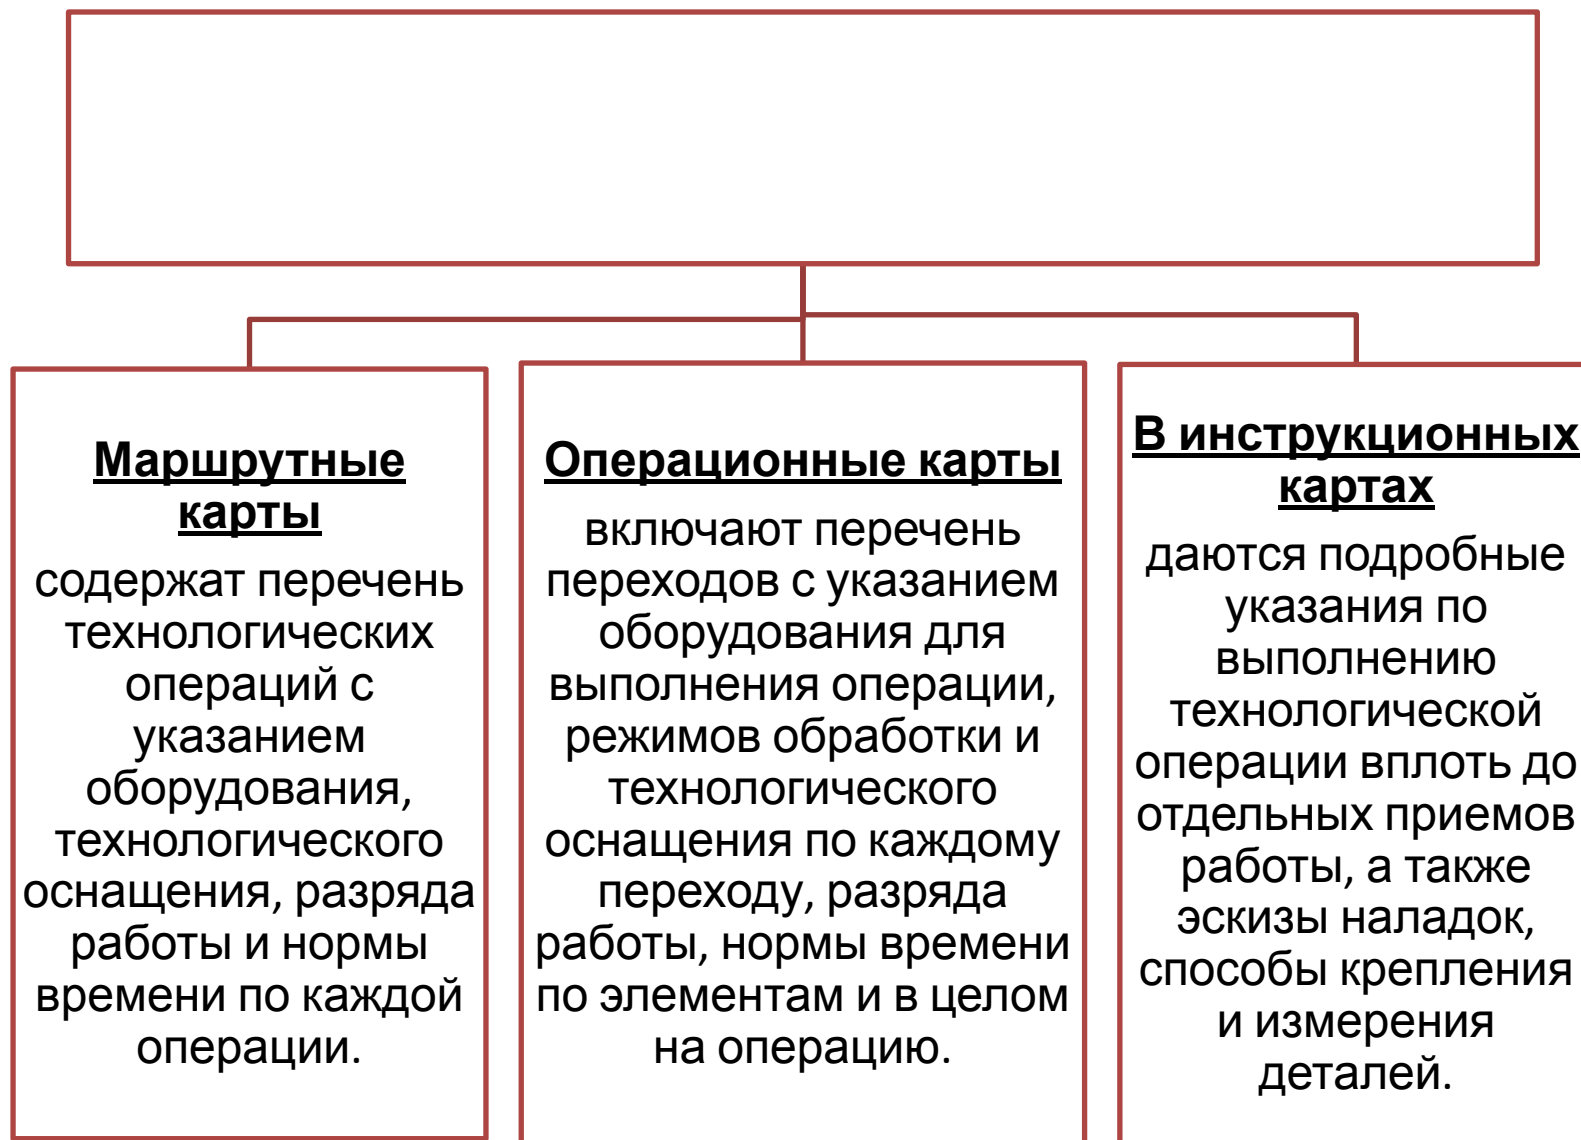 Маршрутные
карты
содержат перечень
технологических
операций с
указанием
оборудования,
технологического
оснащения, разряда
работы и нормы
времени по каждой
операции.
Операционные карты
включают перечень
переходов с указанием
оборудования для
выполнения операции,
режимов обработки и
технологического
оснащения по каждому
переходу, разряда
работы, нормы времени
по элементам и в целом
на операцию.
В инструкционных
картах
даются подробные
указания по
выполнению
технологической
операции вплоть до
отдельных приемов
работы, а также
эскизы наладок,
способы крепления
и измерения
деталей.